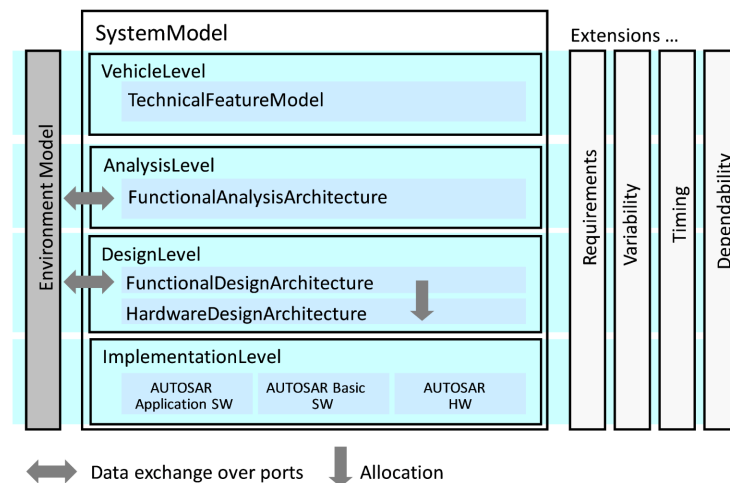 SystemModel
Extensions ...
VehicleLevel
TechnicalFeatureModel
AnalysisLevel
FunctionalAnalysisArchitecture
DesignLevel
FunctionalDesignArchitecture
HardwareDesignArchitecture
ImplementationLevel
AUTOSAR
Application SW
AUTOSAR Basic
SW
AUTOSAR
HW
Environment Model
Requirements
Variability
Timing
Dependability
Data exchange over ports
Allocation